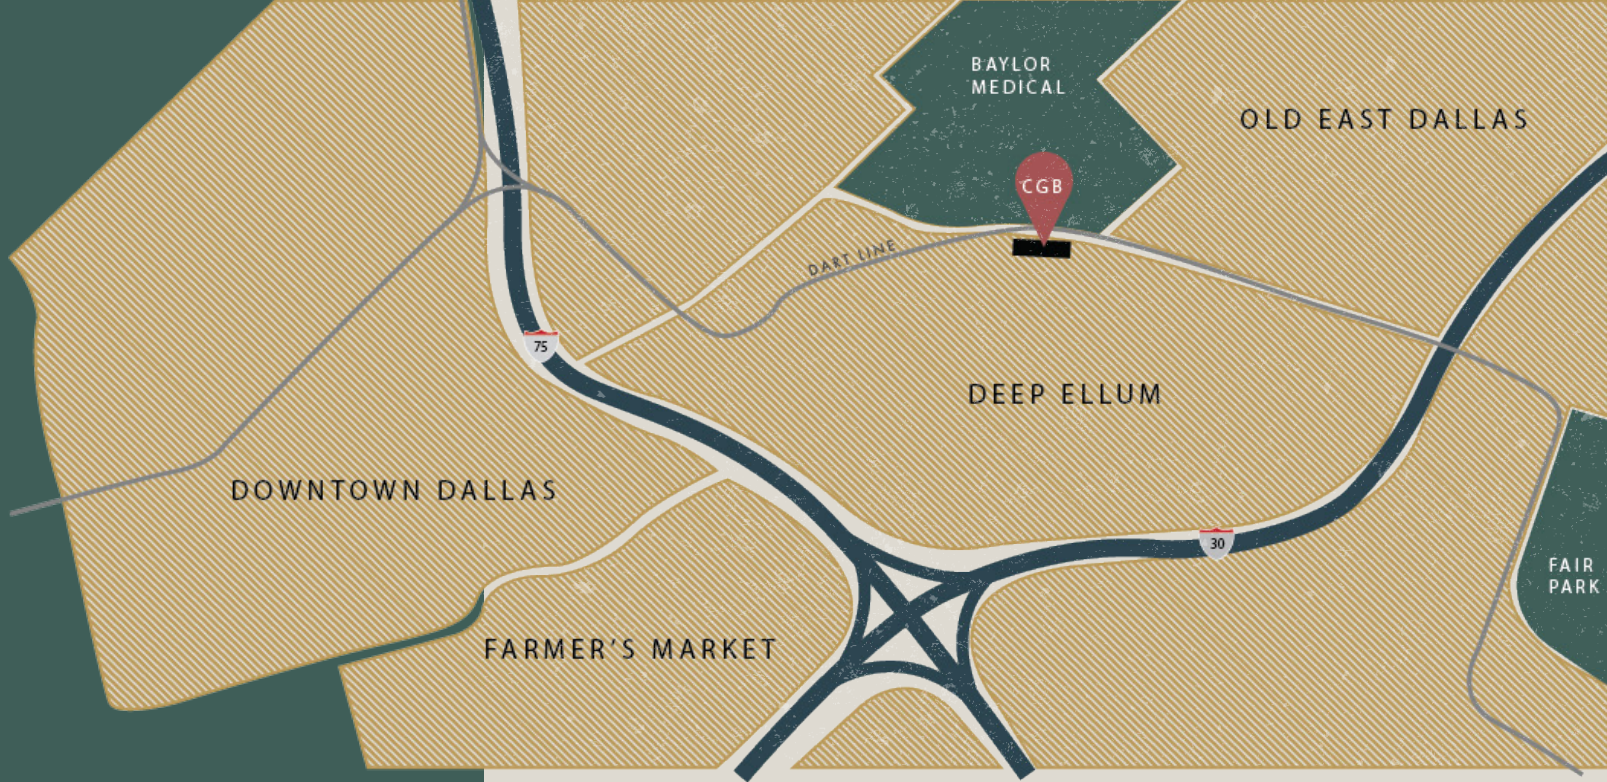 BAYLOR
MEDICAL
OLD EAST DALLAS
CGB
DART LINE
75
DEEP ELLUM
DOWNTOWN DALLAS
30
FAIR
PARK
FARMER'S MARKET